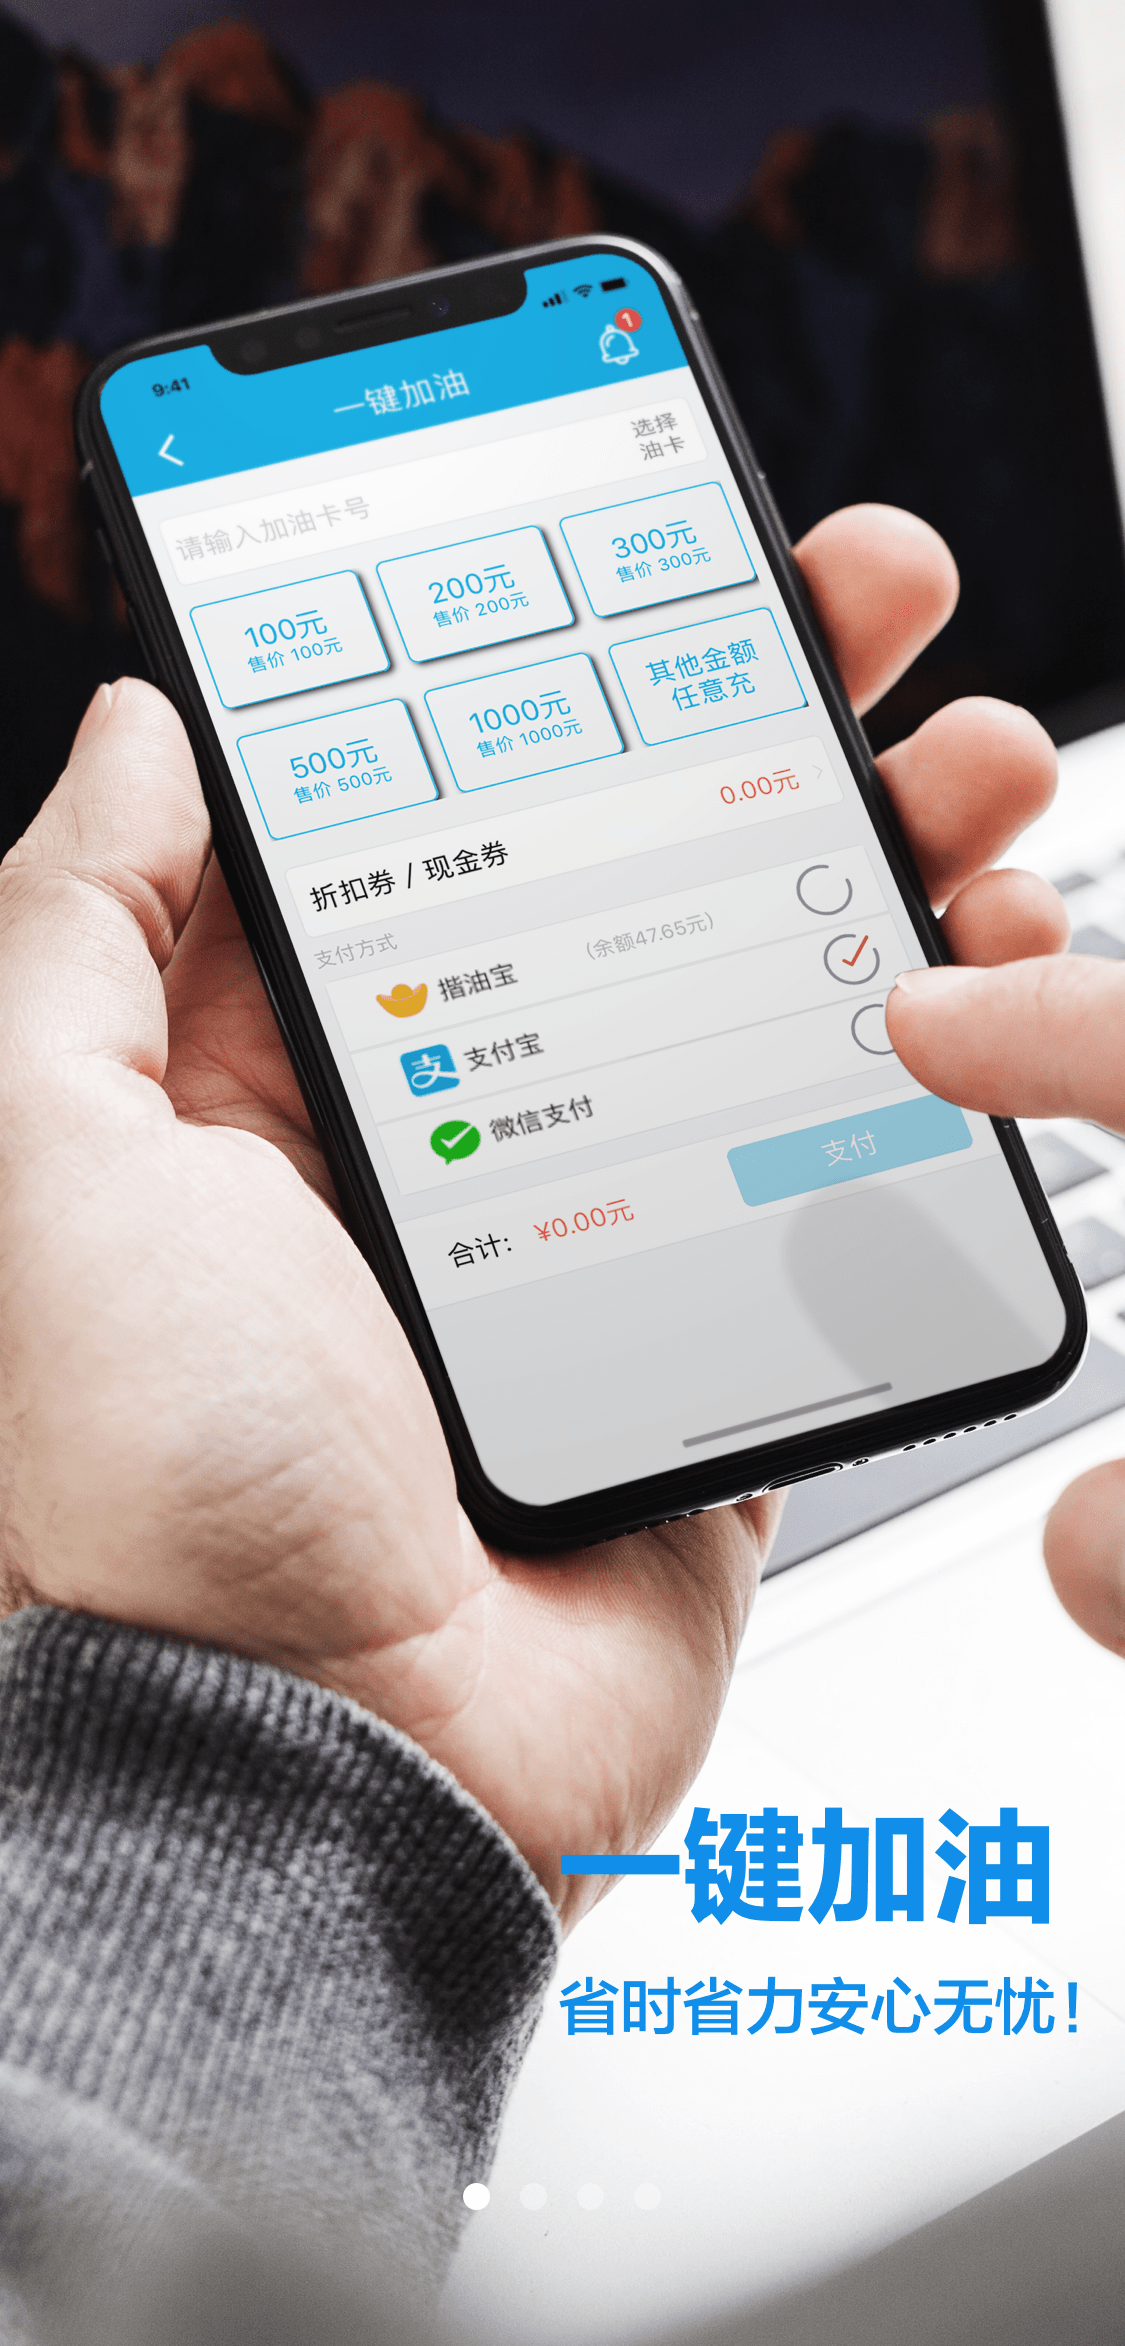 9:41
1
一键加油
选择
油卡
请输入加油卡号
100元
售价 100元
200元
售价 200元
300元
售价 300元
500元
售价 500元
1000元
售价 1000元
其他金额
任意充
折扣券 / 现金券
0.00元
支付方式
揩油宝
（余额47.65元）
支
支付宝
微信支付
合计:
¥0.00元
支付
一键加油
省时省力安心无忧！